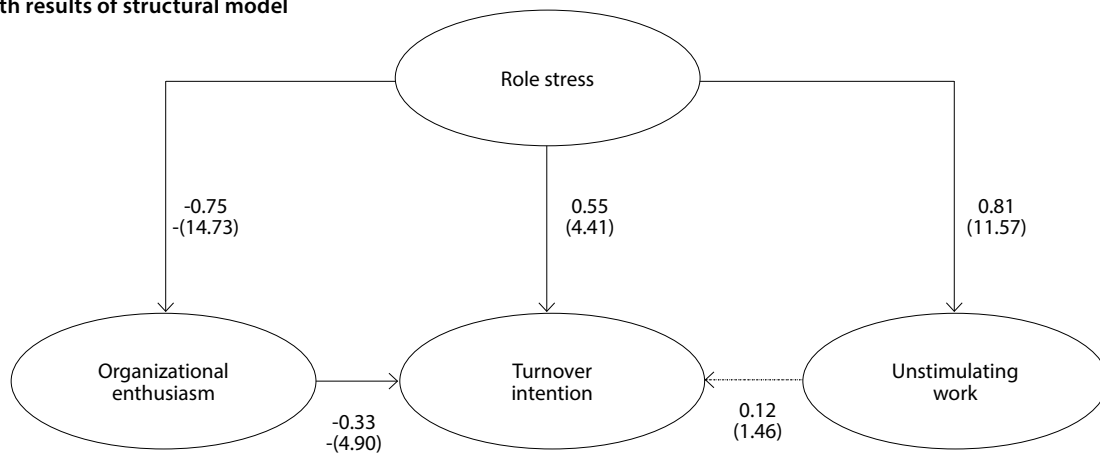 th results of structural model
Role stress
-0.75
-(14.73)
0.55
(4.41)
0.81
(11.57)
Organizational
enthusiasm
Turnover
intention
Unstimulating
work
-0.33
-(4.90)
0.12
(1.46)